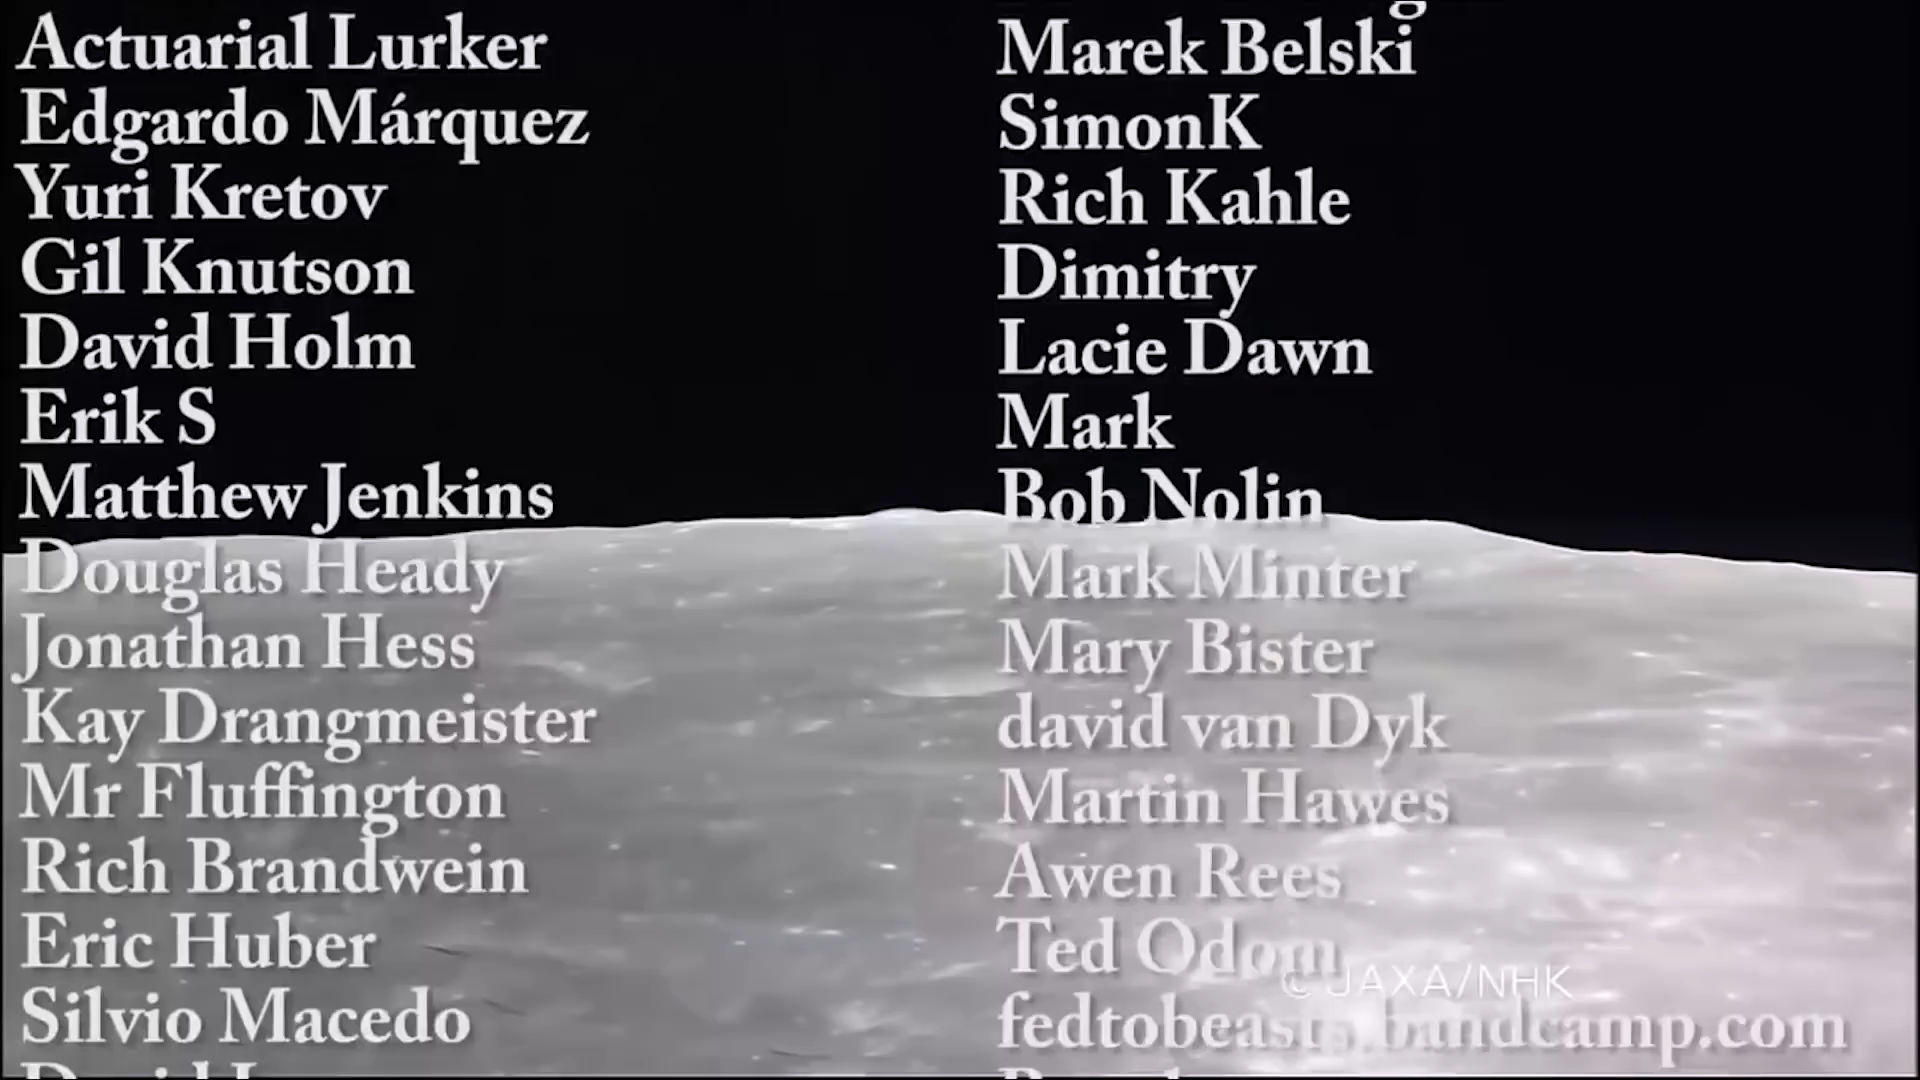 Actuarial Lurker
Edgardo Márquez
Yuri Kretov
Gil Knutson
David Holm
Erik S
Matthew Jenkins
Douglas Heady
Jonathan Hess
Kay Drangmeister
Mr Fluffington
Rich Brandwein
Eric Huber
Silvio Macedo
Marek Belski
SimonK
Rich Kahle
Dimitry
Lacie Dawn
Mark
Bob Nolin
Mark Minter
Mary Bister
david van Dyk
Martin Hawes
Awen Rees
Ted Odom
© JAXA/NHK
fedtobeasts.bandcamp.com